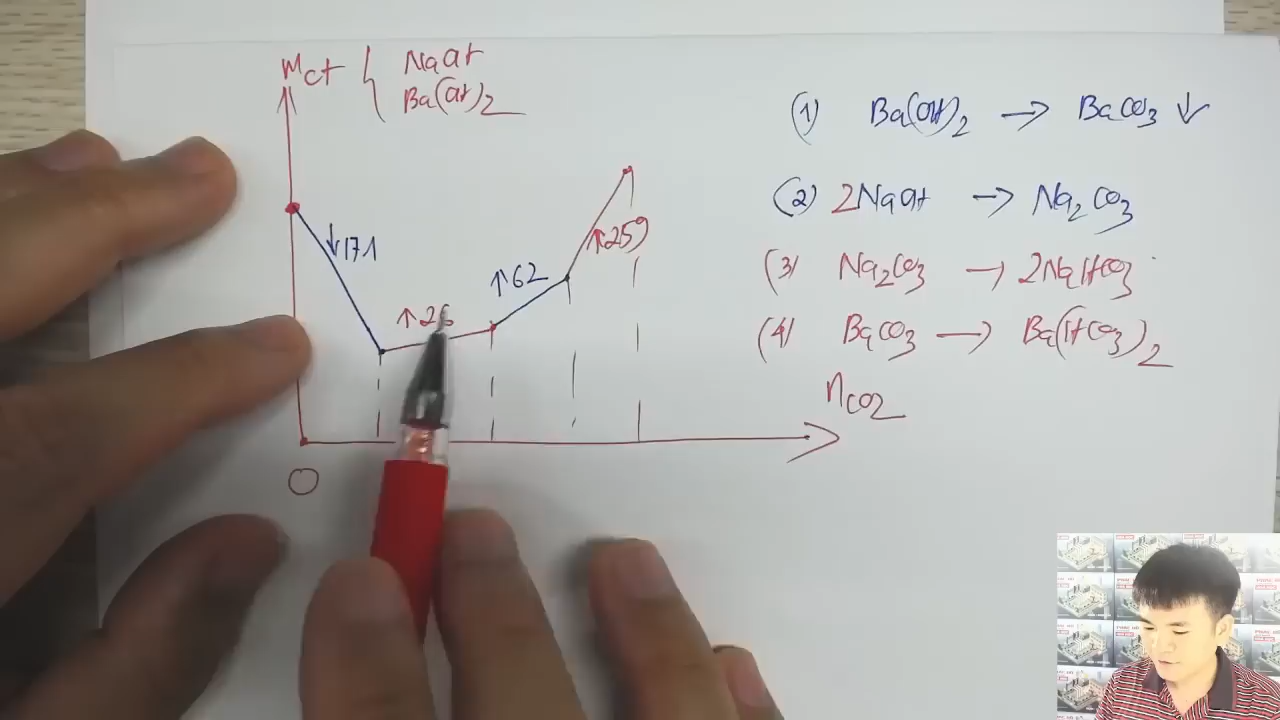 mct { NaOH
Ba(OH)2
↓171
↑26
↑62
↑259
O
nCO2
(1) Ba(OH)2 → BaCO3 ↓
(2) 2NaOH → Na2CO3
(3) Na2CO3 → 2NaHCO3
(4) BaCO3 → Ba(HCO3)2